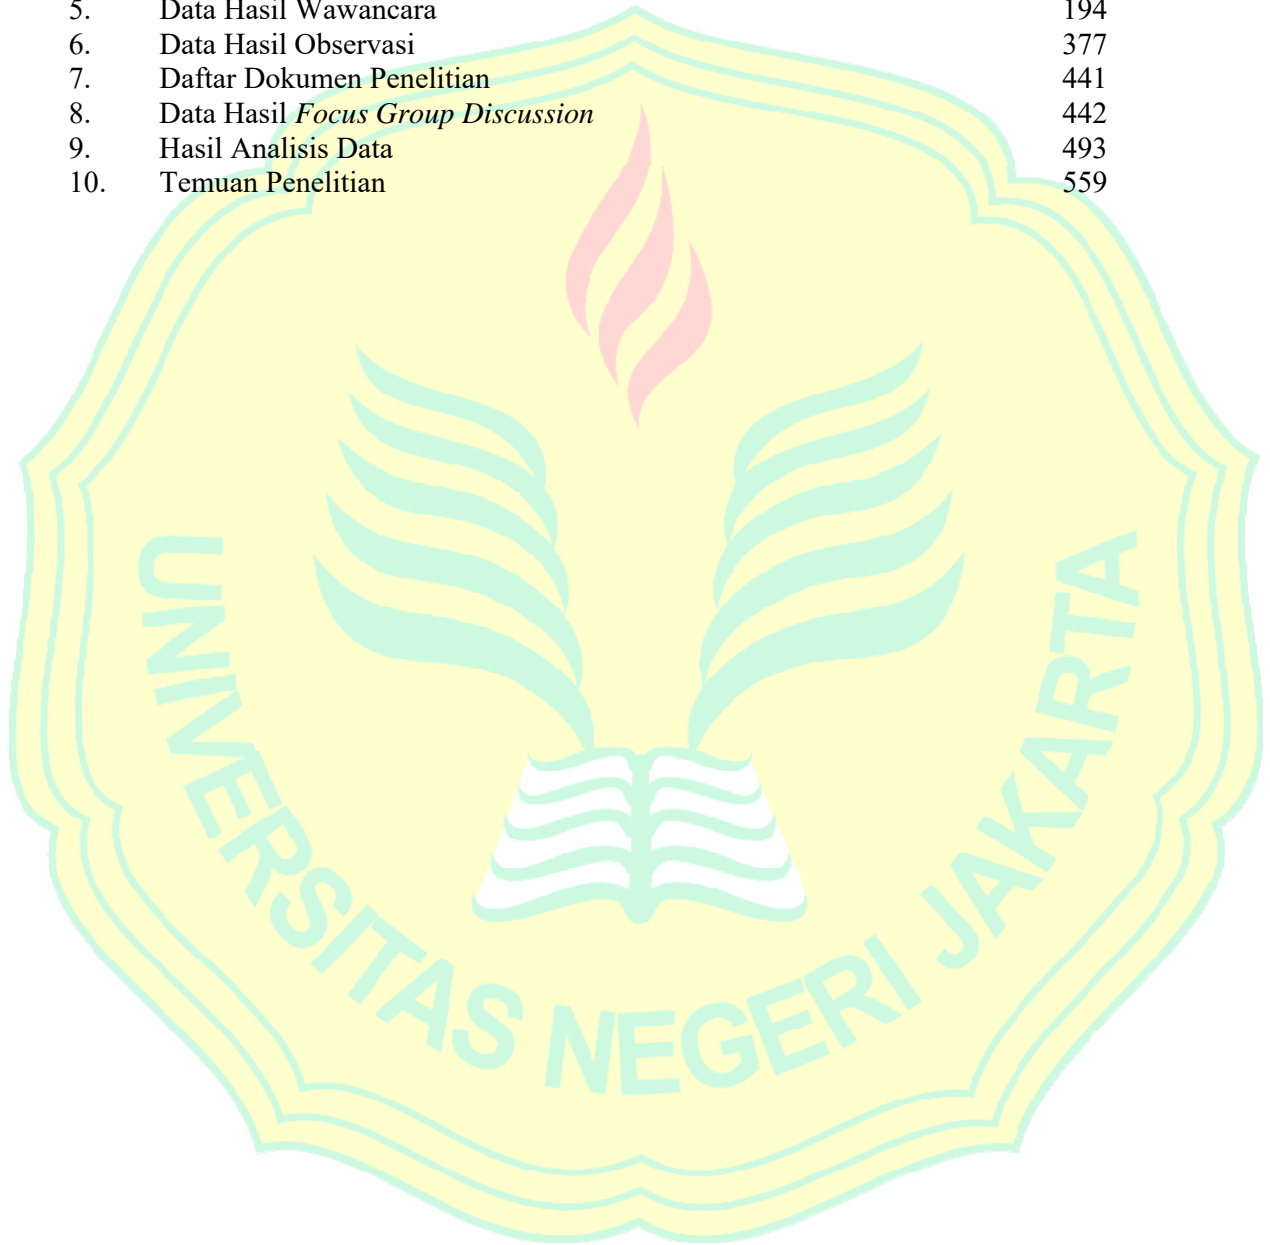 5. Data Hasil Wawancara 194
6. Data Hasil Observasi 377
7. Daftar Dokumen Penelitian 441
8. Data Hasil Focus Group Discussion 442
9. Hasil Analisis Data 493
10. Temuan Penelitian 559
UNIVERSITAS NEGERI JAKARTA